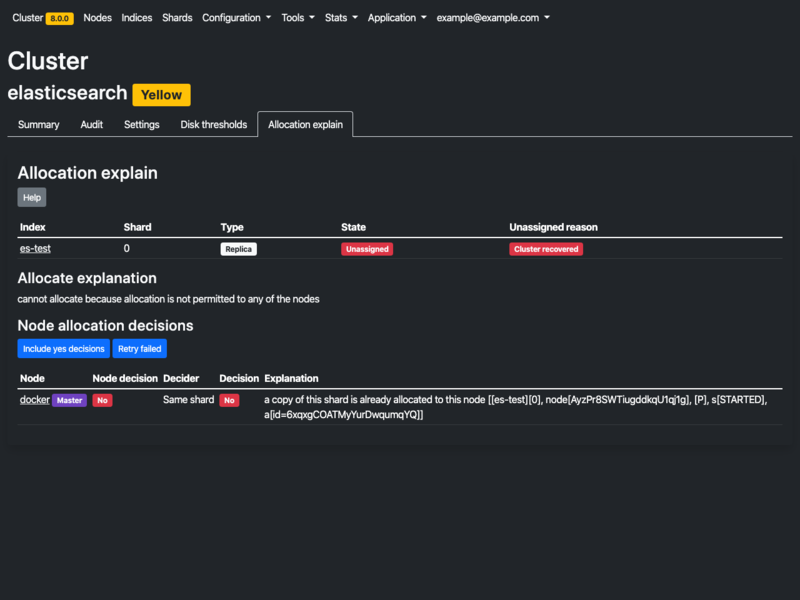 Cluster 8.0.0 Nodes Indices Shards Configuration Tools Stats Application example@example.com
Cluster
elasticsearch Yellow
Summary Audit Settings Disk thresholds Allocation explain
Allocation explain
Help
Index Shard Type State Unassigned reason
es-test 0 Replica Unassigned Cluster recovered
Allocate explanation
cannot allocate because allocation is not permitted to any of the nodes
Node allocation decisions
Include yes decisions Retry failed
Node Node decision Decider Decision Explanation
docker Master No Same shard No a copy of this shard is already allocated to this node [[es-test][0], node[AyzPr8SWTiugddkqU1qj1g], [P], s[STARTED],
a[id=6xqxgCOATMyYurDwqumqYQ]]